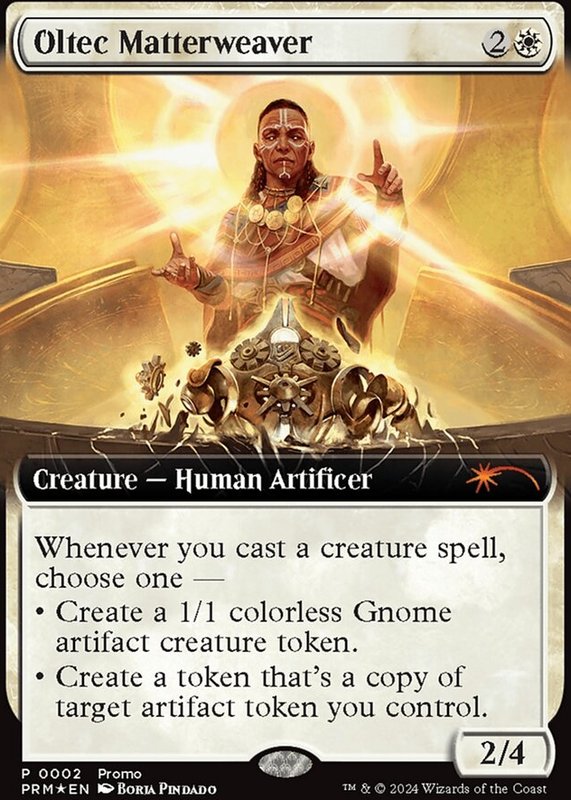 Oltec Matterweaver 2
Creature — Human Artificer
Whenever you cast a creature spell,
choose one —
• Create a 1/1 colorless Gnome
artifact creature token.
• Create a token that's a copy of
target artifact token you control.
2/4
P 0002 Promo
PRM★EN Borja Pindado
™ & © 2024 Wizards of the Coast